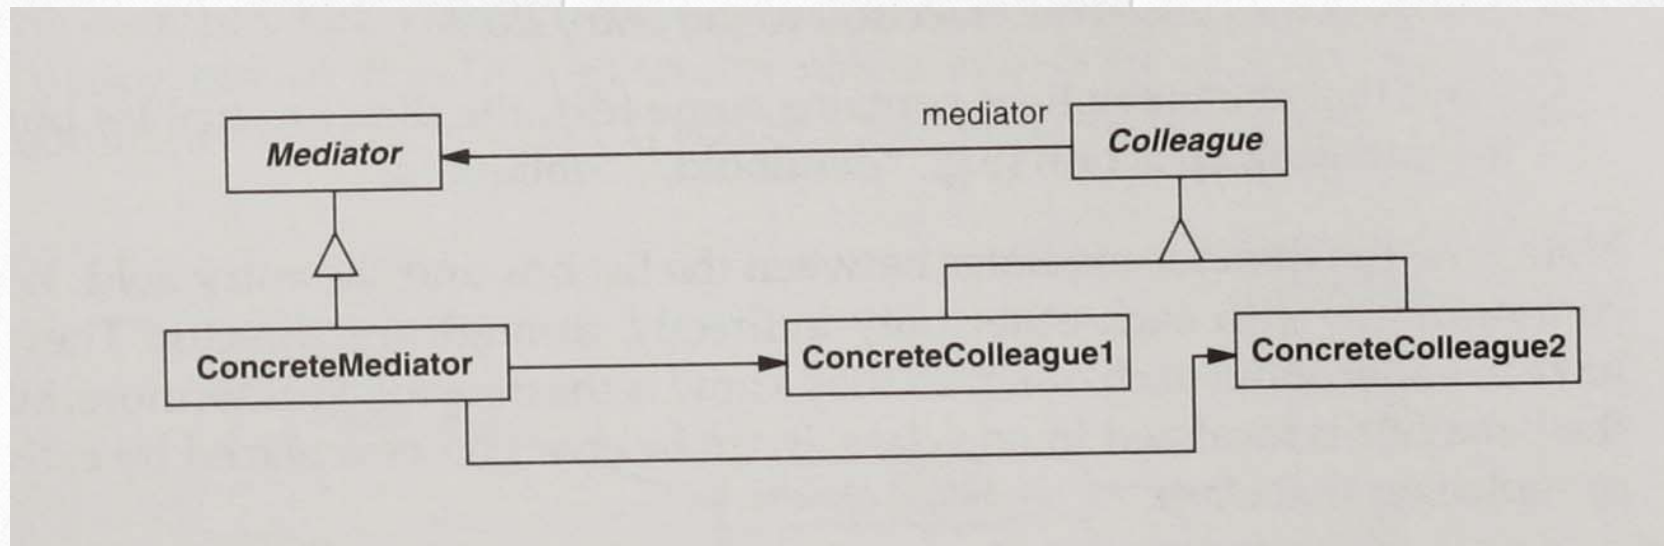 mediator
Mediator
Colleague
ConcreteMediator
ConcreteColleague1
ConcreteColleague2